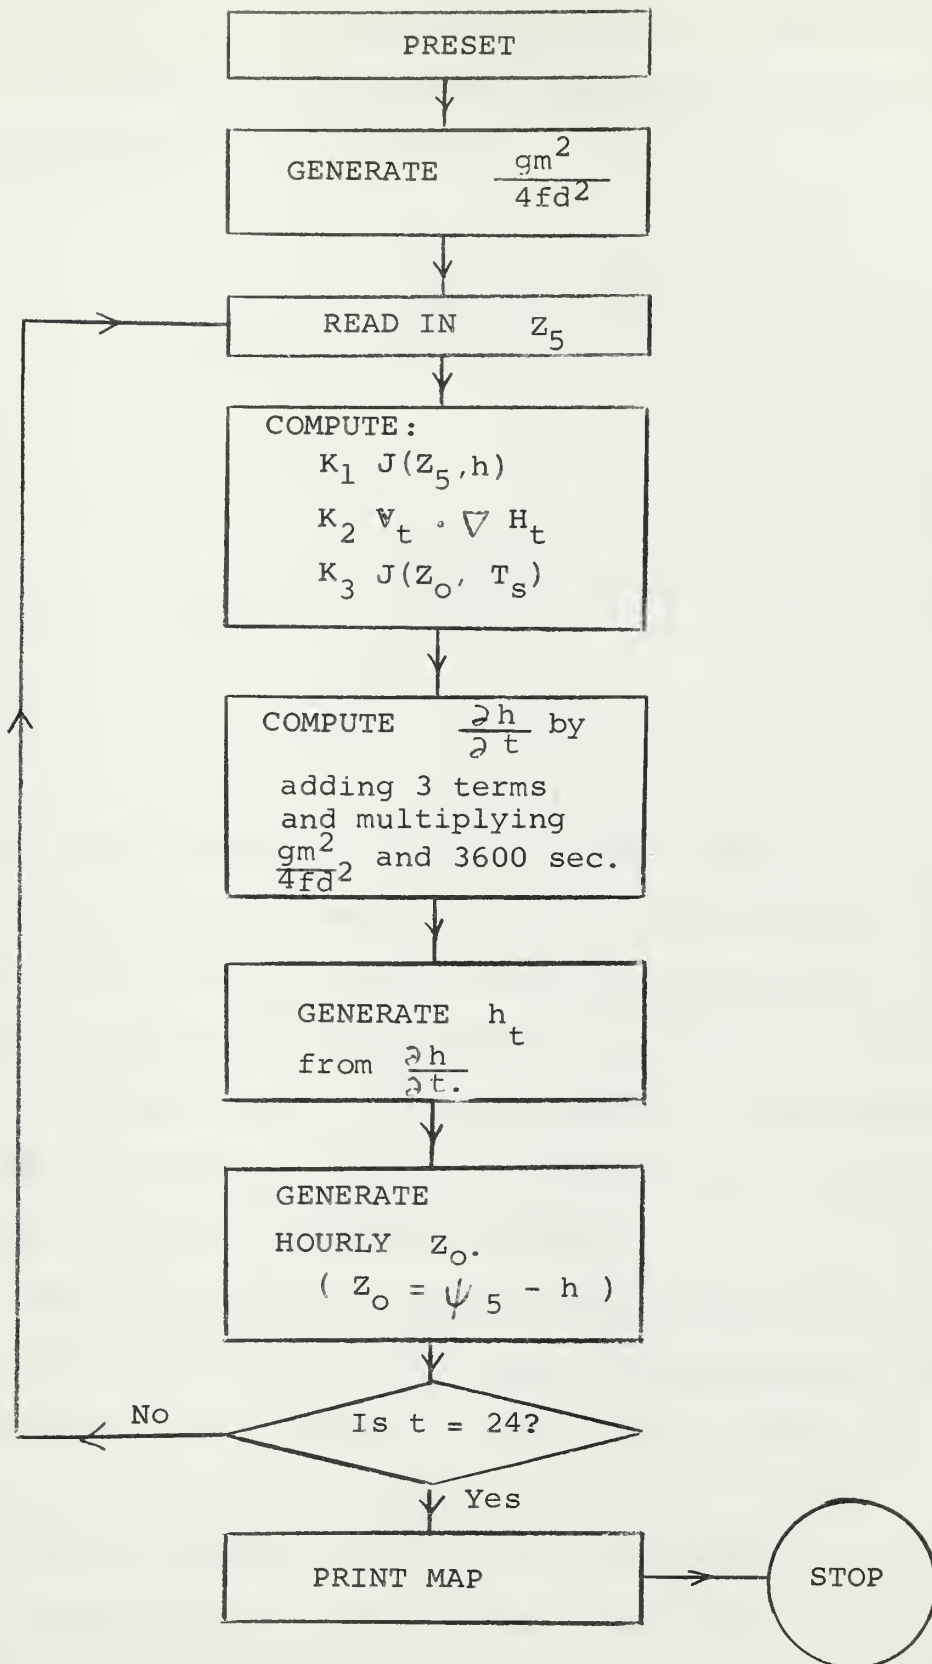 PRESET
GENERATE gm²/4fd²
READ IN Z₅
COMPUTE:
K₁ J(Z₅,h)
K₂ 𝕍ₜ · ∇ Hₜ
K₃ J(Zₒ, Tₛ)
COMPUTE ∂h/∂t by
adding 3 terms
and multiplying
gm²/4fd² and 3600 sec.
GENERATE hₜ
from ∂h/∂t.
GENERATE
HOURLY Zₒ.
( Zₒ = ψ₅ - h )
Is t = 24?
No
Yes
PRINT MAP
STOP